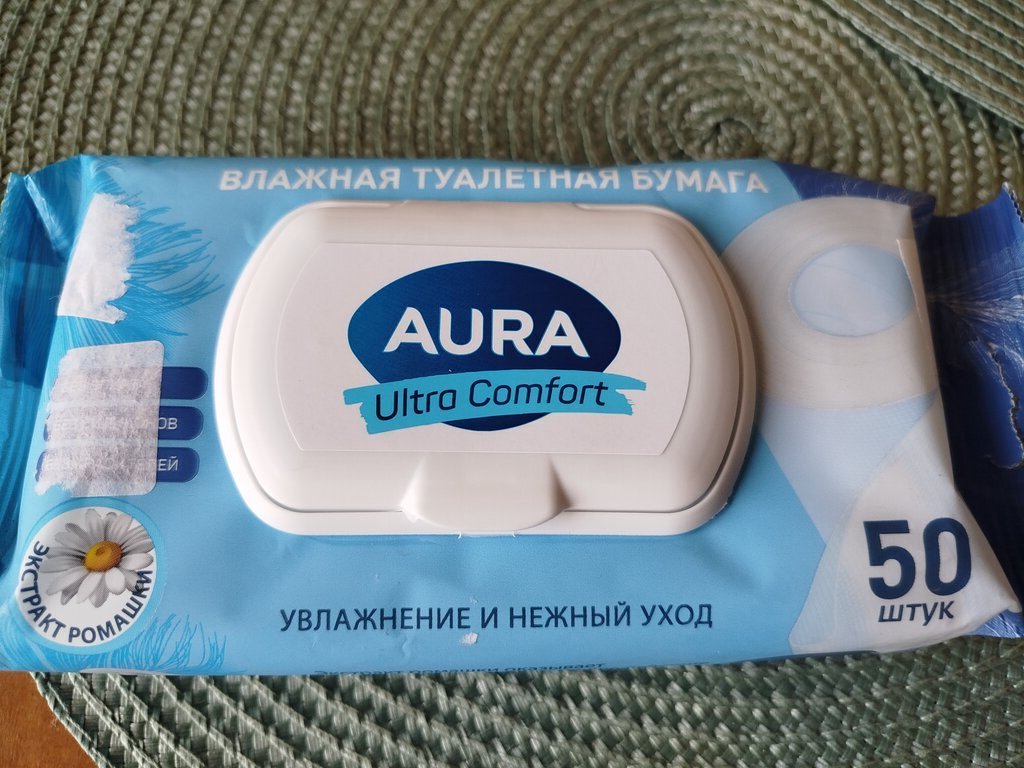 ВЛАЖНАЯ ТУАЛЕТНАЯ БУМАГА
AURA
Ultra Comfort
ЭКСТРАКТ РОМАШКИ
50
ШТУК
УВЛАЖНЕНИЕ И НЕЖНЫЙ УХОД